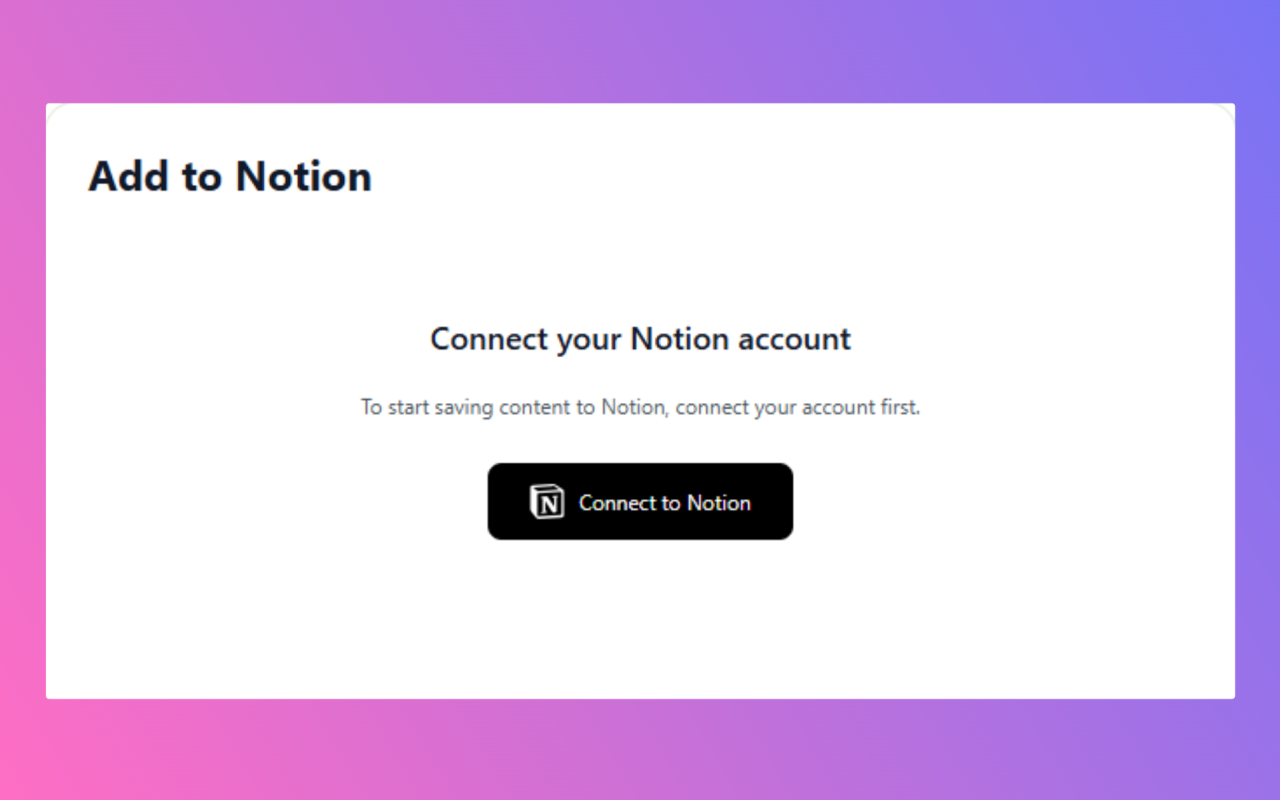 Add to Notion
Connect your Notion account
To start saving content to Notion, connect your account first.
N Connect to Notion